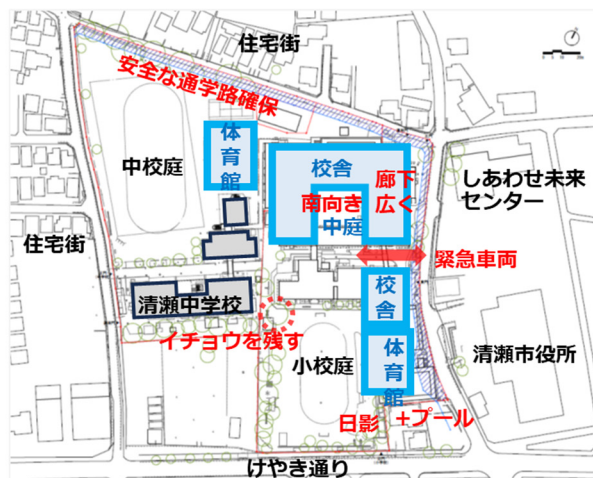 住宅街
安全な通学路確保
中校庭
体育館
校舎
南向き
中庭
廊下
広く
しあわせ未来
センター
住宅街
緊急車両
清瀬中学校
校舎
イチョウを残す
小校庭
体育館
清瀬市役所
日影
+プール
けやき通り